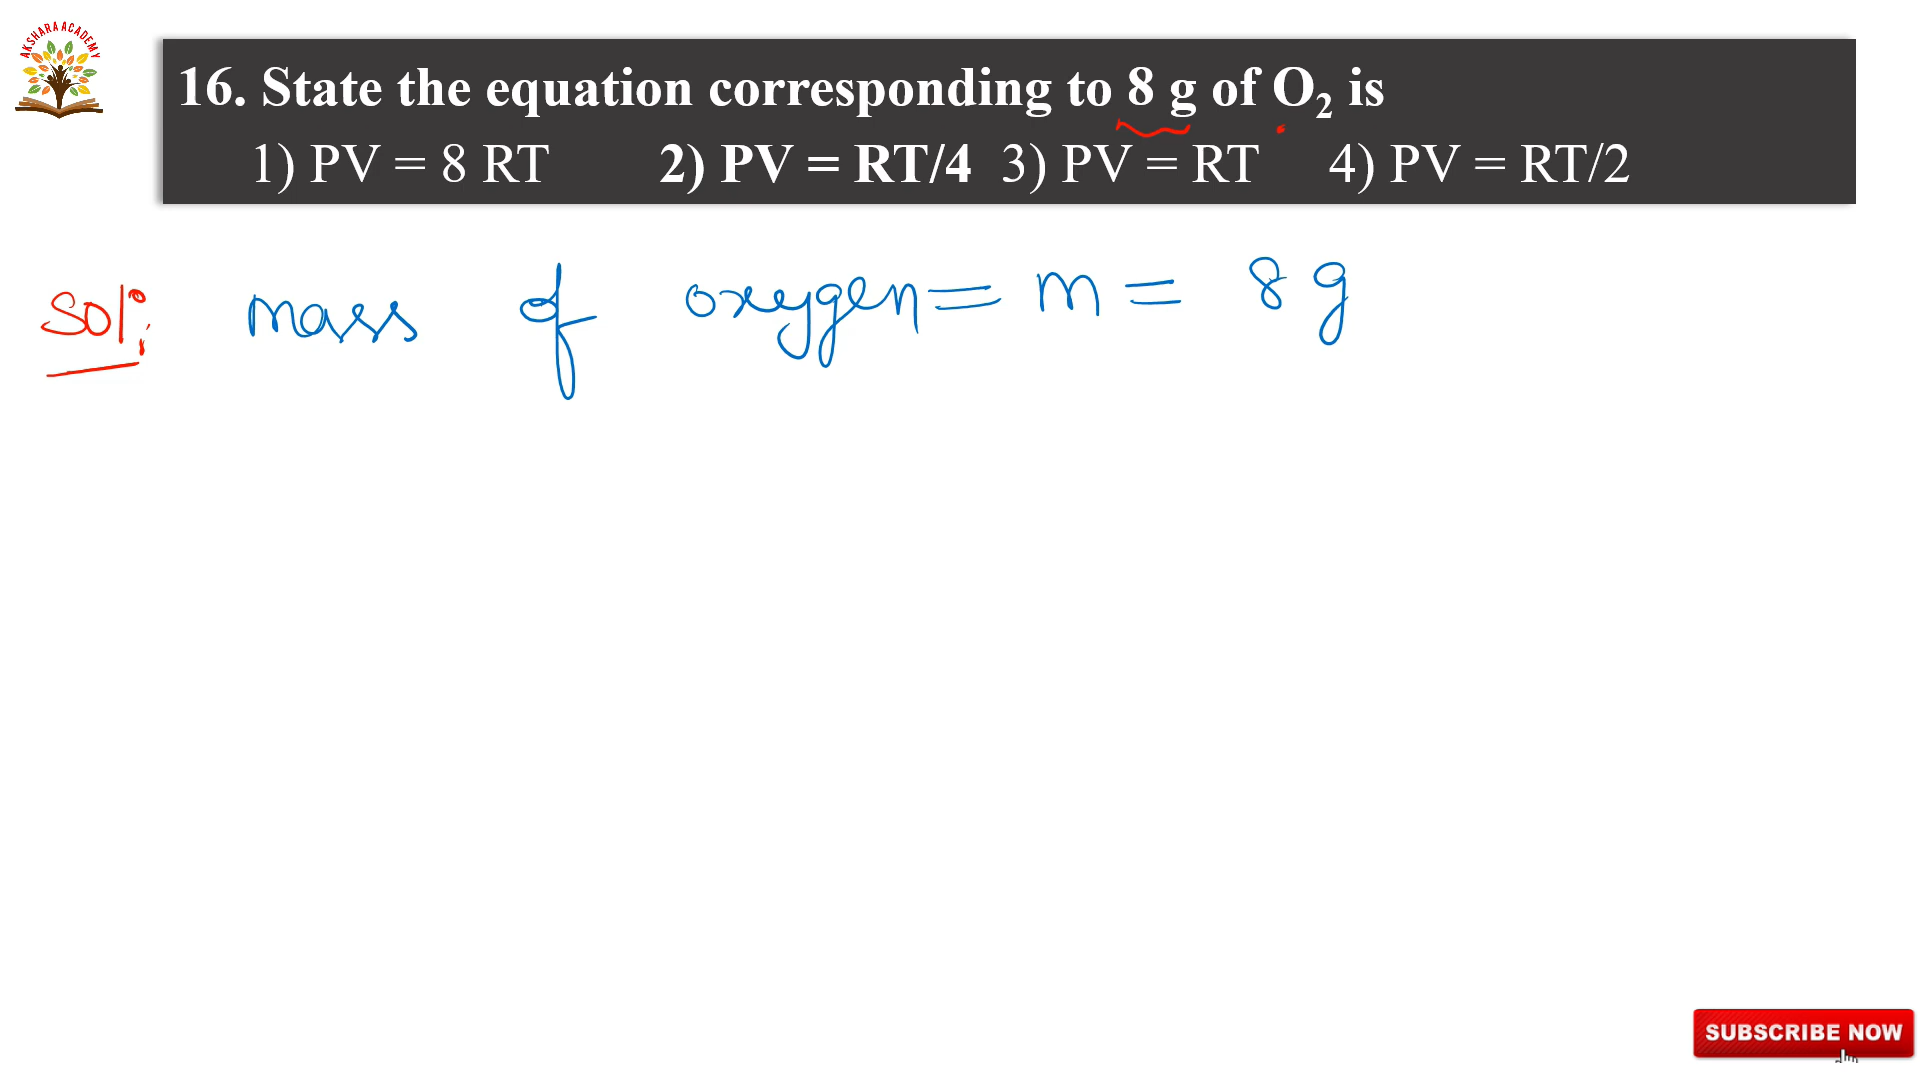 AKSHARA ACADEMY
16. State the equation corresponding to 8 g of O₂ is
1) PV = 8 RT 2) PV = RT/4 3) PV = RT 4) PV = RT/2
Sol: mass of oxygen = m = 8 g
SUBSCRIBE NOW